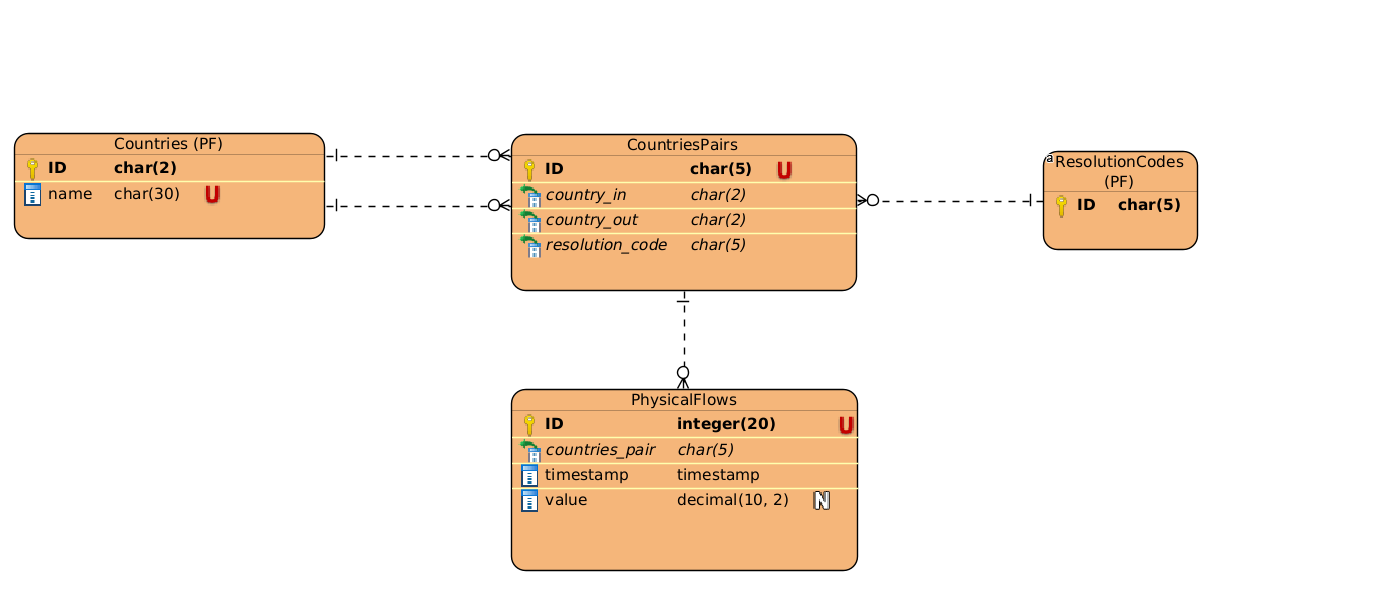 Countries (PF)
ID char(2)
name char(30) U
CountriesPairs
ID char(5) U
country_in char(2)
country_out char(2)
resolution_code char(5)
a
ResolutionCodes
(PF)
ID char(5)
PhysicalFlows
ID integer(20) U
countries_pair char(5)
timestamp timestamp
value decimal(10, 2) N